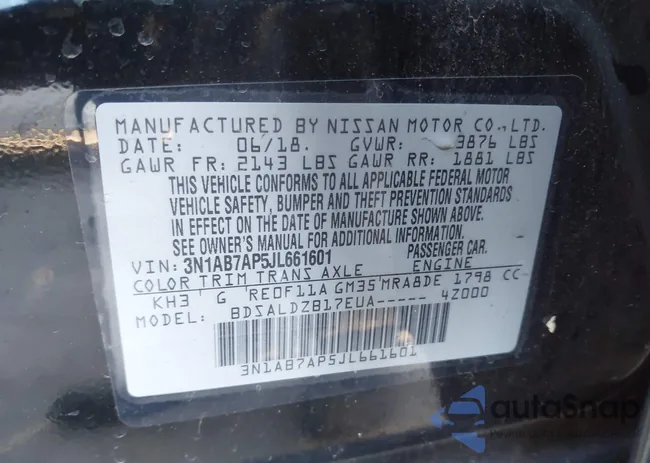 MANUFACTURED BY NISSAN MOTOR CO., LTD.
DATE: 06/18. GVWR: 3876 LBS
GAWR FR: 2143 LBS GAWR RR: 1881 LBS
THIS VEHICLE CONFORMS TO ALL APPLICABLE FEDERAL MOTOR
VEHICLE SAFETY, BUMPER AND THEFT PREVENTION STANDARDS
IN EFFECT ON THE DATE OF MANUFACTURE SHOWN ABOVE.
SEE OWNER'S MANUAL FOR ADDITIONAL INFORMATION.
VIN: 3N1AB7AP5JL661601 PASSENGER CAR.
COLOR TRIM TRANS AXLE ENGINE
KH3 G RE0F11A GM35 MRA8DE 1798 CC
MODEL: BDSALDZB17EUA----- 4Z000
3N1AB7AP5JL661601
autoSnap